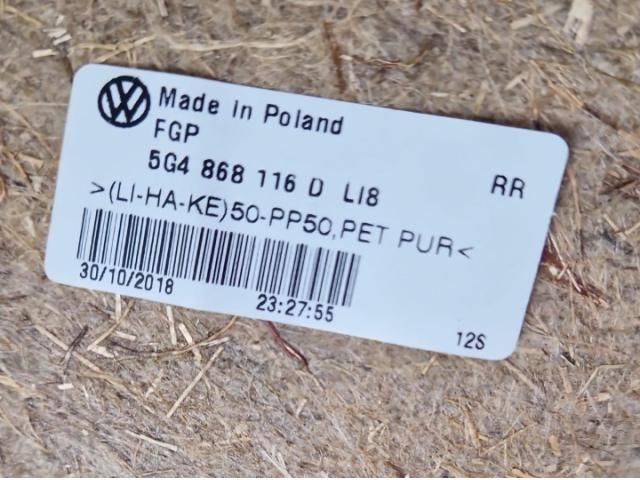 Made in Poland
FGP
5G4 868 116 D LI8
RR
>(LI-HA-KE)50-PP50,PET PUR<
30/10/2018
23:27:55
12S